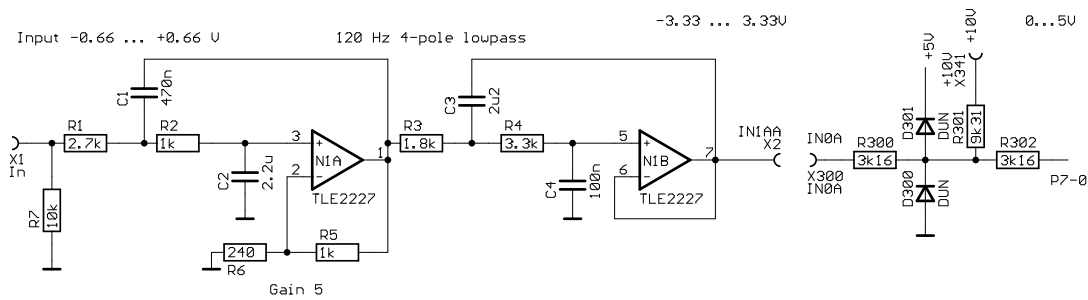 -3.33 ... 3.33V
0...5V
Input -0.66 ... +0.66 V
120 Hz 4-pole lowpass
C1
470n
C3
2u2
+5V
+10V
X341
+10V
R1
2.7k
R2
1k
3
N1A
1
2
TLE2227
R3
1.8k
R4
3.3k
5
N1B
7
6
TLE2227
IN1AA
X2
IN0A
X300
IN0A
R300
3k16
D301
DUN
R301
9k31
R302
3k16
P7-0
D300
DUN
X1
In
R7
10k
C2
2.2u
C4
100n
240
R6
R5
1k
Gain 5